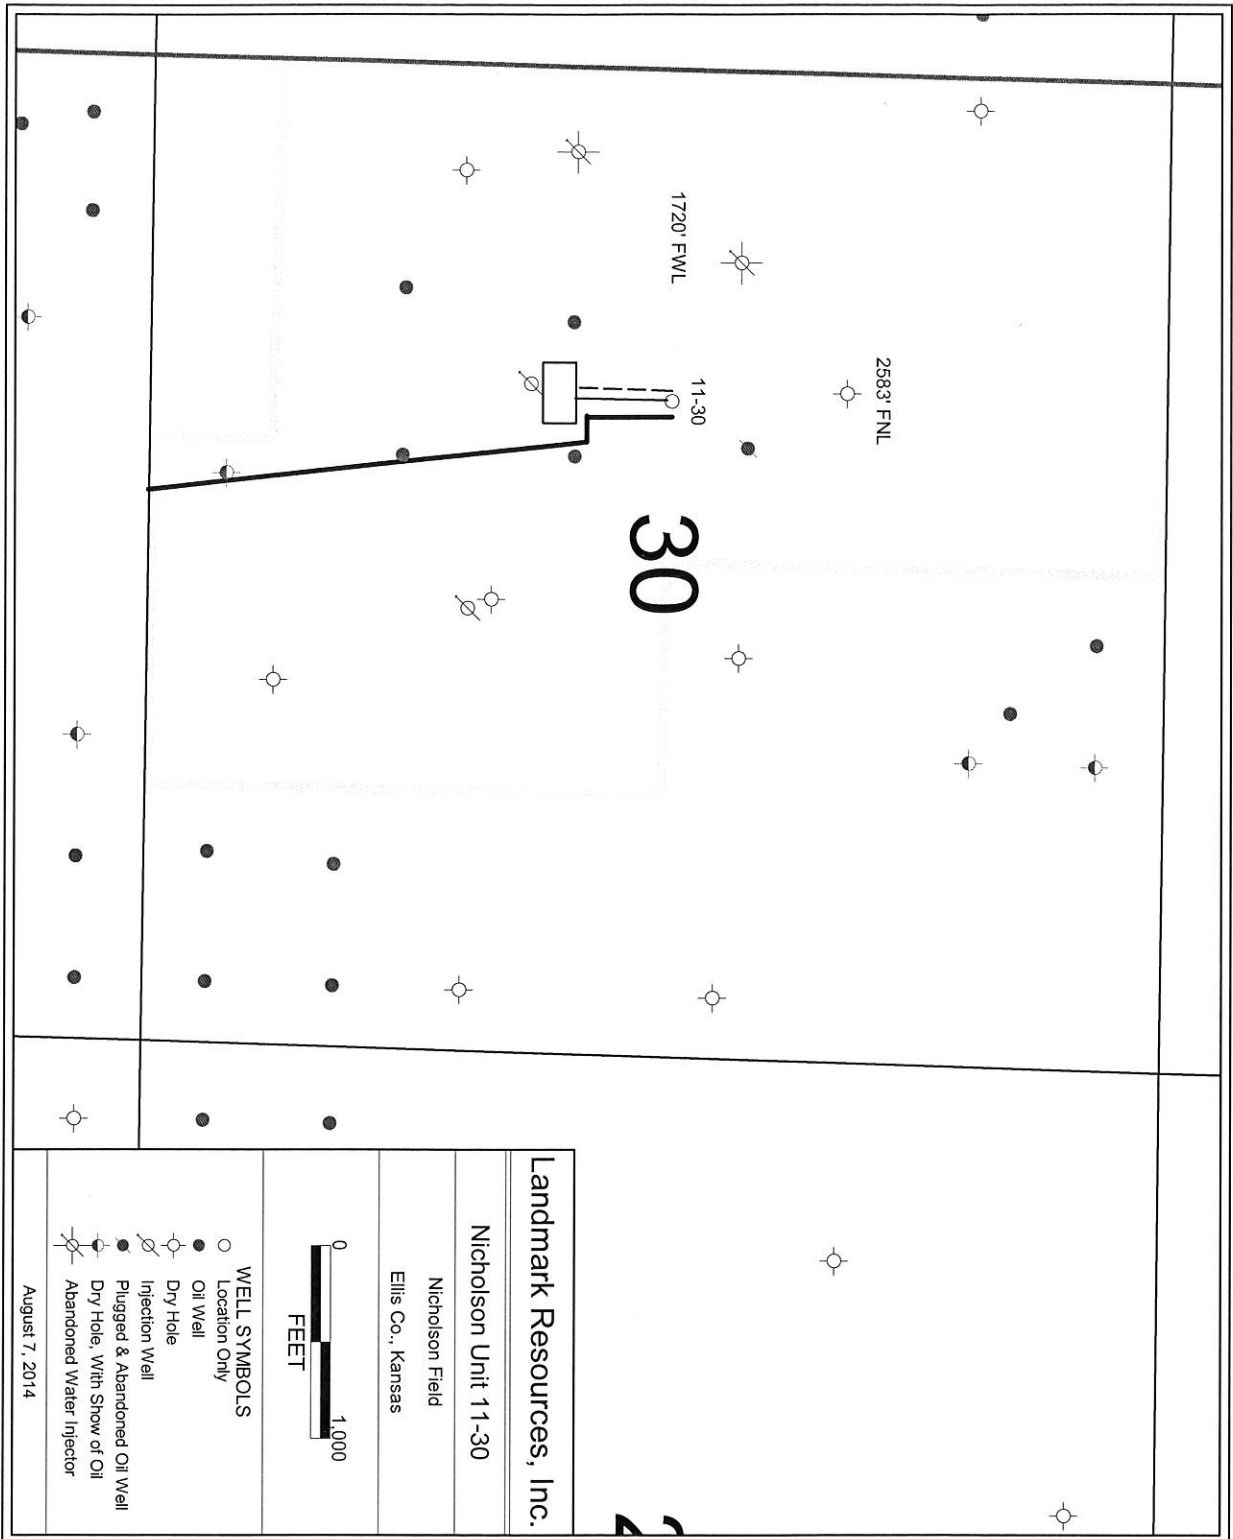 2583' FNL
1720' FWL
11-30
30
Landmark Resources, Inc.
Nicholson Unit 11-30
Nicholson Field
Ellis Co., Kansas
0 1,000
FEET
WELL SYMBOLS
Location Only
Oil Well
Dry Hole
Injection Well
Plugged & Abandoned Oil Well
Dry Hole, With Show of Oil
Abandoned Water Injector
August 7, 2014